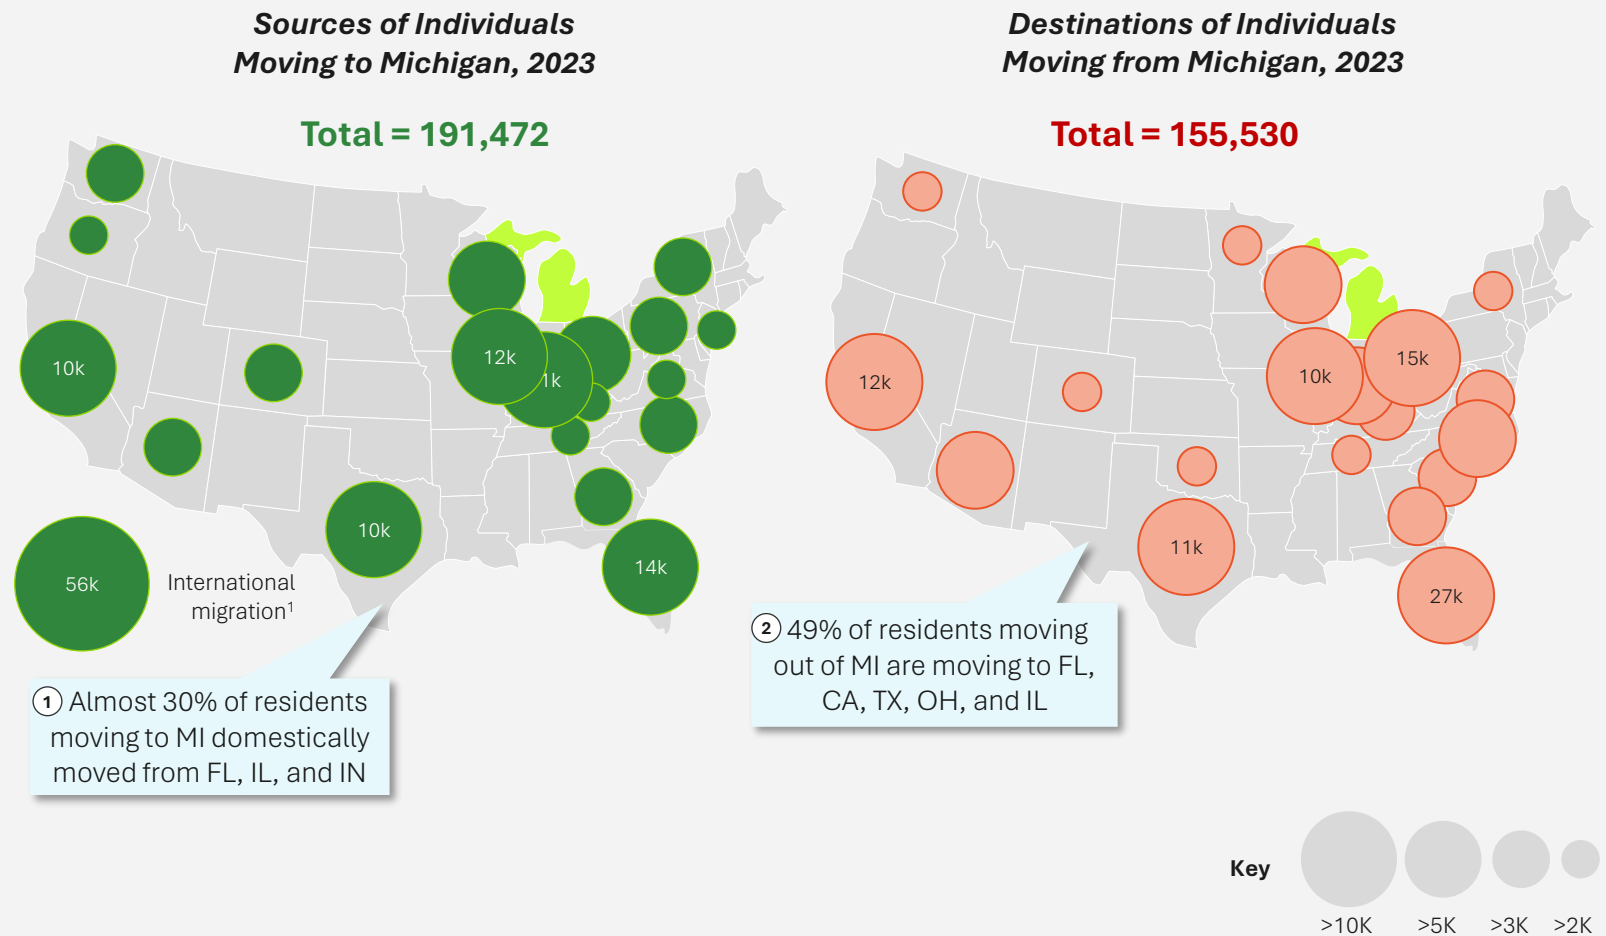 Sources of Individuals
Moving to Michigan, 2023
Total = 191,472
10k
12k
1k
10k
14k
56k
International
migration¹
1 Almost 30% of residents
moving to MI domestically
moved from FL, IL, and IN
Destinations of Individuals
Moving from Michigan, 2023
Total = 155,530
12k
10k
15k
11k
27k
2 49% of residents moving
out of MI are moving to FL,
CA, TX, OH, and IL
Key
>10K >5K >3K >2K